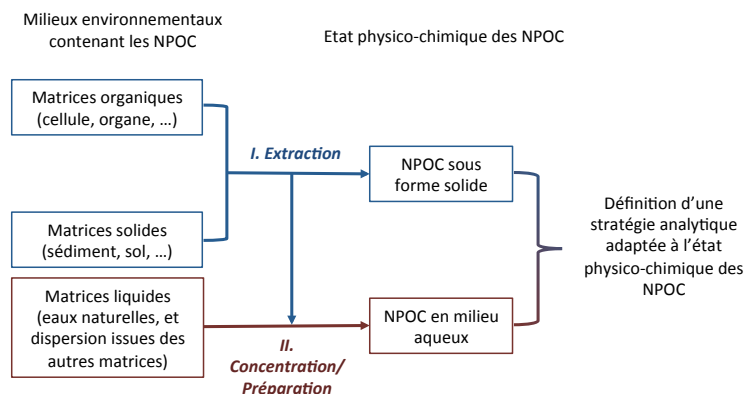 Milieux environnementaux
contenant les NPOC
Etat physico-chimique des NPOC
Matrices organiques
(cellule, organe, …)
I. Extraction
NPOC sous
forme solide
Matrices solides
(sédiment, sol, …)
Définition d’une
stratégie analytique
adaptée à l’état
physico-chimique des
NPOC
Matrices liquides
(eaux naturelles, et
dispersion issues des
autres matrices)
NPOC en milieu
aqueux
II.
Concentration/
Préparation